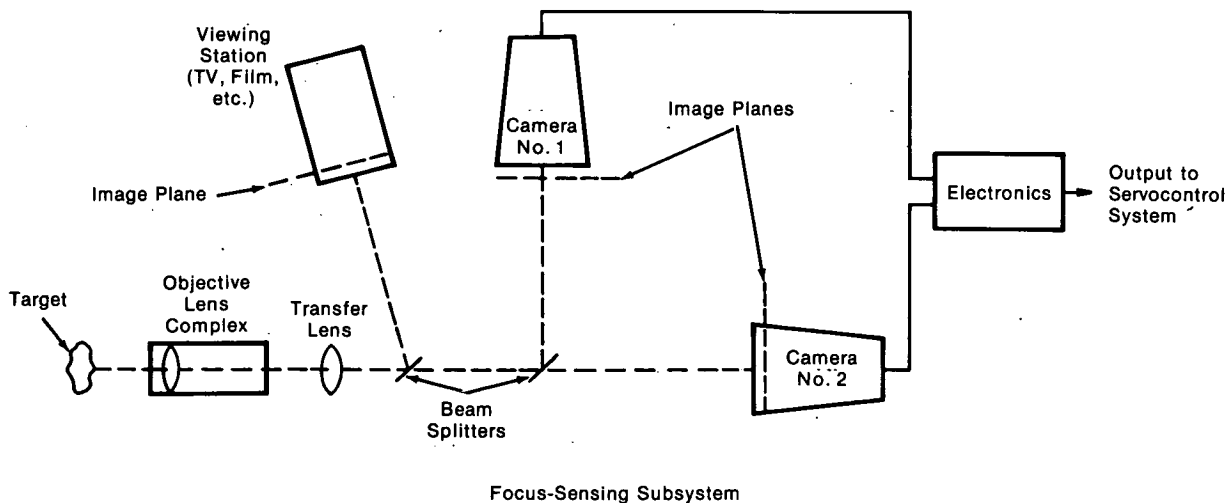 Viewing
Station
(TV, Film,
etc.)
Camera
No. 1
Image Planes
Image Plane
Electronics
Output to
Servocontrol
System
Target
Objective
Lens
Complex
Transfer
Lens
Camera
No. 2
Beam
Splitters
Focus-Sensing Subsystem